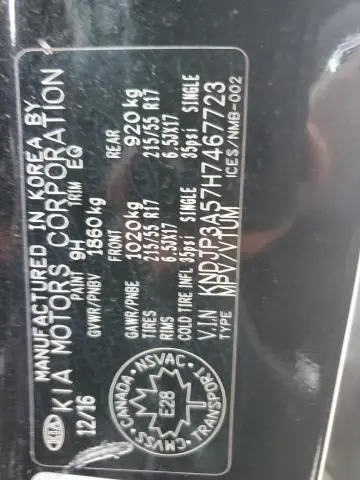 MANUFACTURED IN KOREA BY
KIA MOTORS CORPORATION
KIA
12/16 PAINT 9H TRIM EQ
GVWR/PNBV 1860kg
FRONT REAR
GAWR/PNBE 1020kg 920kg
TIRES 215/55 R17 215/55 R17
RIMS 6.5JX17 6.5JX17
COLD TIRE INFL 35psi SINGLE 35psi SINGLE
V.I.N KNDJP3A57H7467723
TYPE MPV/VTUM ICES/NMB-002
CANADA · NSVAC · TRANSPORT · CMVSS
E28